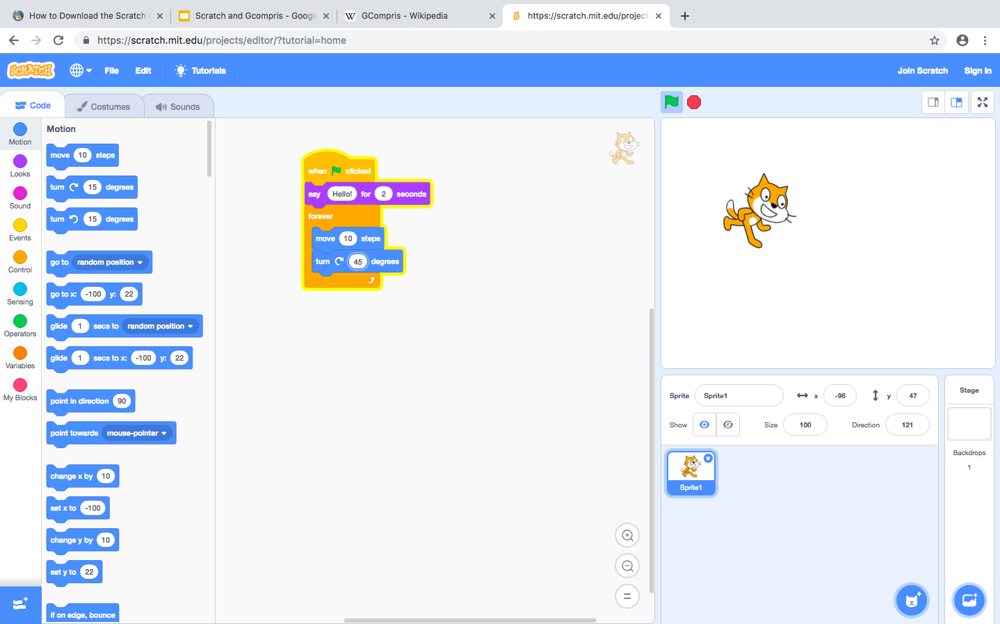 How to Download the Scratch
Scratch and Gcompris - Google
GCompris - Wikipedia
https://scratch.mit.edu/project
https://scratch.mit.edu/projects/editor/?tutorial=home
SCRATCH
File
Edit
Tutorials
Join Scratch
Sign in
Code
Costumes
Sounds
Motion
Looks
Sound
Events
Control
Sensing
Operators
Variables
My Blocks
Motion
move 10 steps
turn 15 degrees
turn 15 degrees
go to random position
go to x: -100 y: 22
glide 1 secs to random position
glide 1 secs to x: -100 y: 22
point in direction 90
point towards mouse-pointer
change x by 10
set x to -100
change y by 10
set y to 22
if on edge, bounce
when clicked
say Hello! for 2 seconds
forever
move 10 steps
turn 45 degrees
Sprite Sprite1 x -96 y 47
Show Size 100 Direction 121
Sprite1
Stage
Backdrops
1